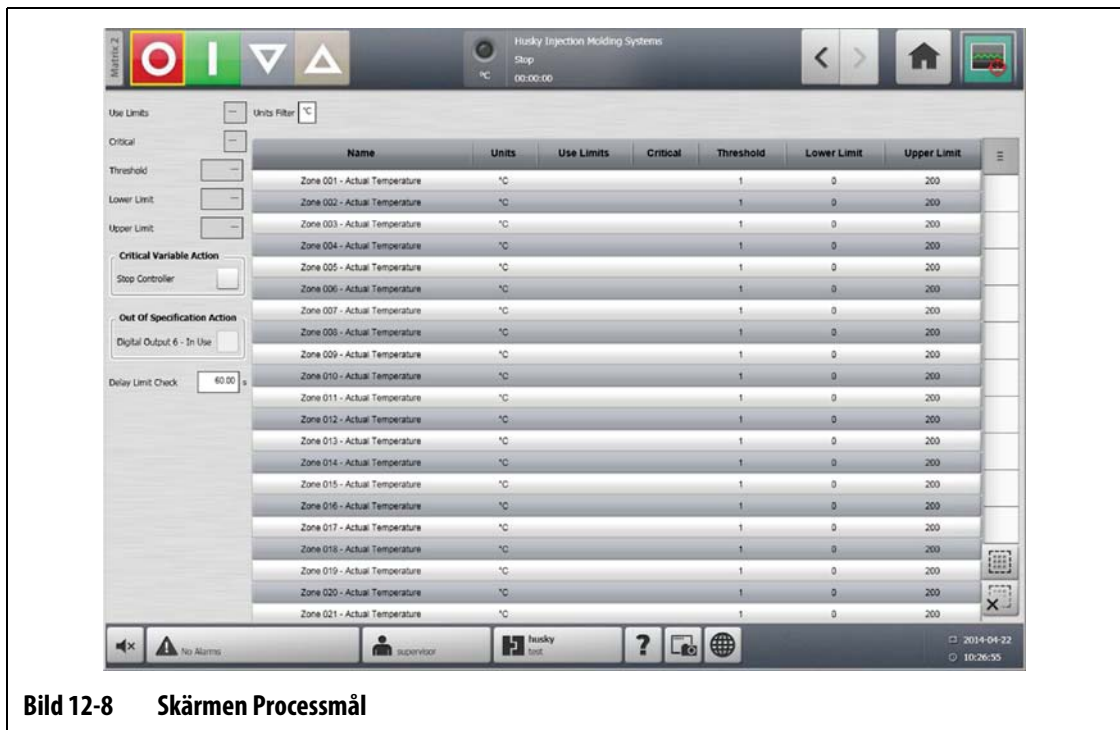 Matrix 2
Husky Injection Molding Systems
Stop
°C 00:00:00
Use Limits --- Units Filter °C
Critical ---
Threshold ---
Lower Limit ---
Upper Limit ---
Critical Variable Action
Stop Controller
Out Of Specification Action
Digital Output 6 - In Use
Delay Limit Check 60.00 s
Name Units Use Limits Critical Threshold Lower Limit Upper Limit
Zone 001 - Actual Temperature °C 1 0 200
Zone 002 - Actual Temperature °C 1 0 200
Zone 003 - Actual Temperature °C 1 0 200
Zone 004 - Actual Temperature °C 1 0 200
Zone 005 - Actual Temperature °C 1 0 200
Zone 006 - Actual Temperature °C 1 0 200
Zone 007 - Actual Temperature °C 1 0 200
Zone 008 - Actual Temperature °C 1 0 200
Zone 009 - Actual Temperature °C 1 0 200
Zone 010 - Actual Temperature °C 1 0 200
Zone 011 - Actual Temperature °C 1 0 200
Zone 012 - Actual Temperature °C 1 0 200
Zone 013 - Actual Temperature °C 1 0 200
Zone 014 - Actual Temperature °C 1 0 200
Zone 015 - Actual Temperature °C 1 0 200
Zone 016 - Actual Temperature °C 1 0 200
Zone 017 - Actual Temperature °C 1 0 200
Zone 018 - Actual Temperature °C 1 0 200
Zone 019 - Actual Temperature °C 1 0 200
Zone 020 - Actual Temperature °C 1 0 200
Zone 021 - Actual Temperature °C 1 0 200
No Alarms supervisor husky test ? 2014-04-22
10:26:55
Bild 12-8 Skärmen Processmål